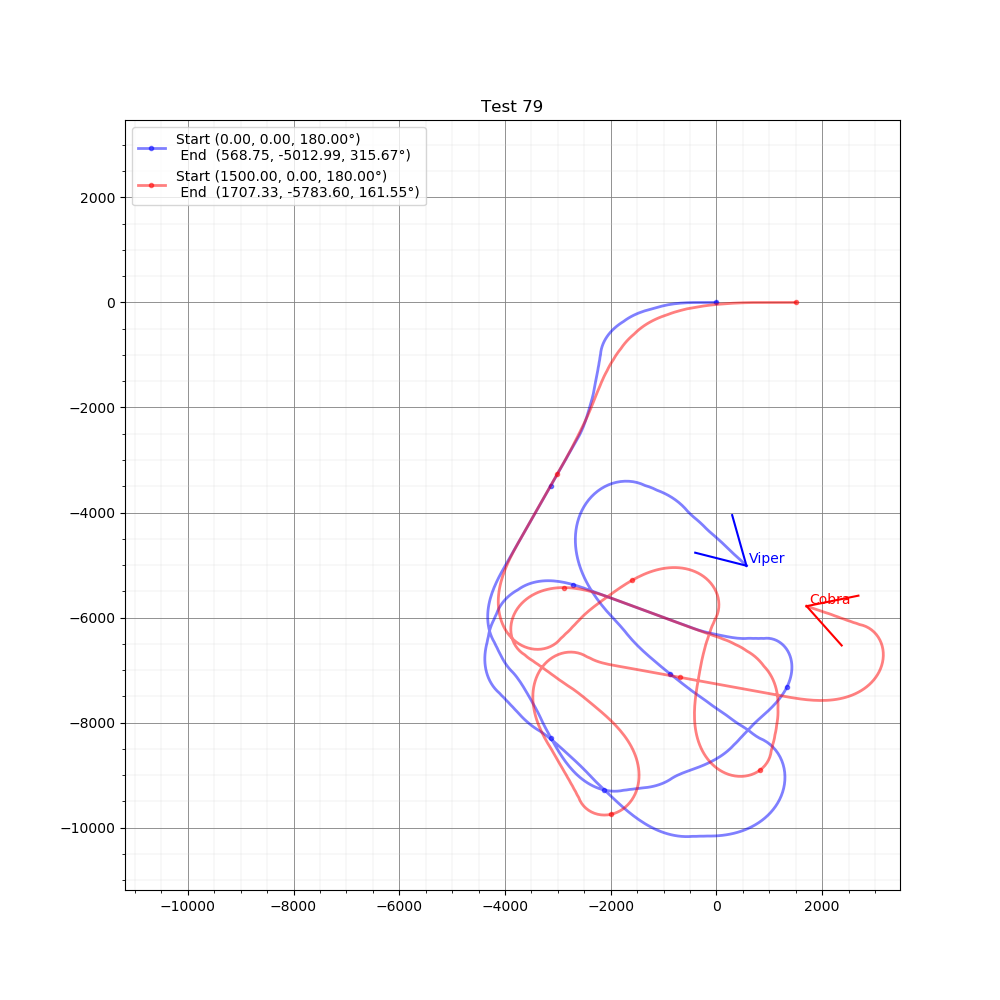 Test 79
Start (0.00, 0.00, 180.00°)
End (568.75, -5012.99, 315.67°)
Start (1500.00, 0.00, 180.00°)
End (1707.33, -5783.60, 161.55°)
2000
0
−2000
−4000
−6000
−8000
−10000
Viper
Cobra
−10000 −8000 −6000 −4000 −2000 0 2000